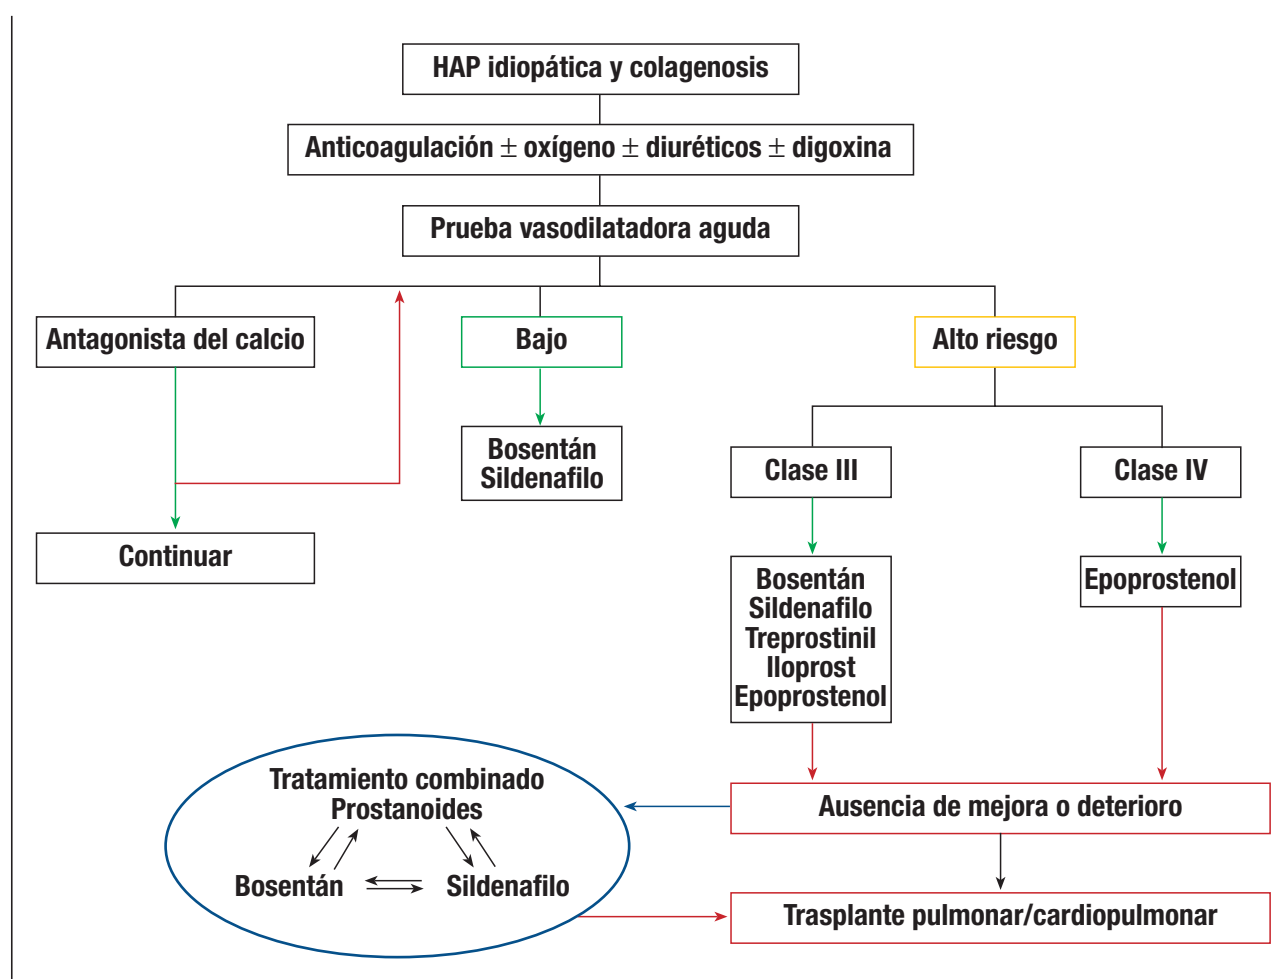 HAP idiopática y colagenosis
Anticoagulación ± oxígeno ± diuréticos ± digoxina
Prueba vasodilatadora aguda
Antagonista del calcio
Bajo
Alto riesgo
Bosentán
Sildenafilo
Clase III
Clase IV
Continuar
Bosentán
Sildenafilo
Treprostinil
Iloprost
Epoprostenol
Epoprostenol
Tratamiento combinado
Prostanoides
Bosentán
Sildenafilo
Ausencia de mejora o deterioro
Trasplante pulmonar/cardiopulmonar